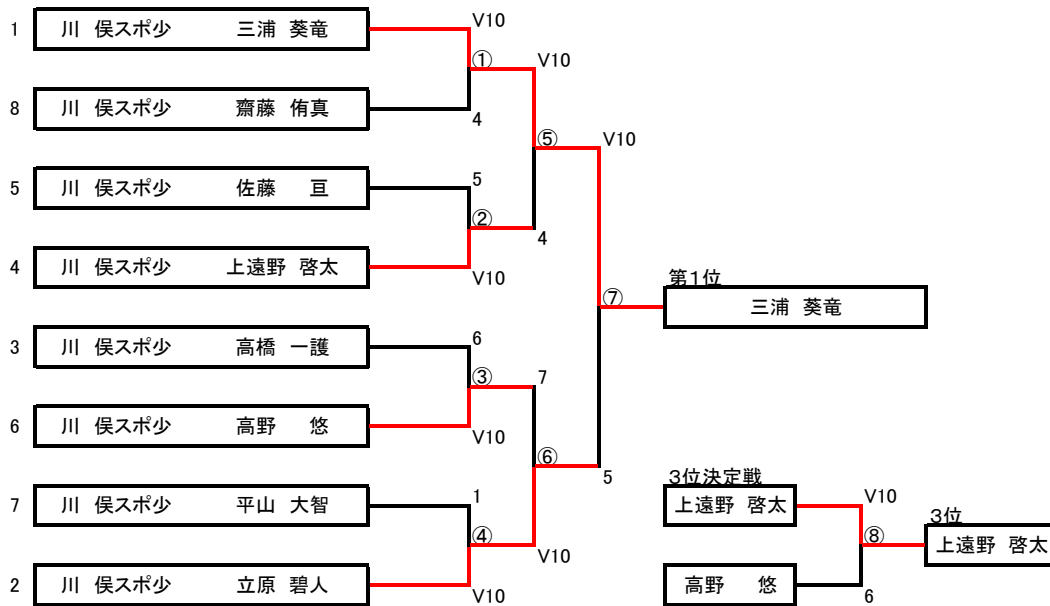 1 川 俣スポ少 三浦 葵竜 V10
① V10
8 川 俣スポ少 齋藤 侑真 4
⑤ V10
5 川 俣スポ少 佐藤 亘 5
② 4
4 川 俣スポ少 上遠野 啓太 V10
第1位
⑦ 三浦 葵竜
3 川 俣スポ少 高橋 一護 6
③ 7
6 川 俣スポ少 高野 悠 V10
⑥ 5
7 川 俣スポ少 平山 大智 1
④ V10
2 川 俣スポ少 立原 碧人 V10
3位決定戦
上遠野 啓太 V10
3位
⑧ 上遠野 啓太
高野 悠 6